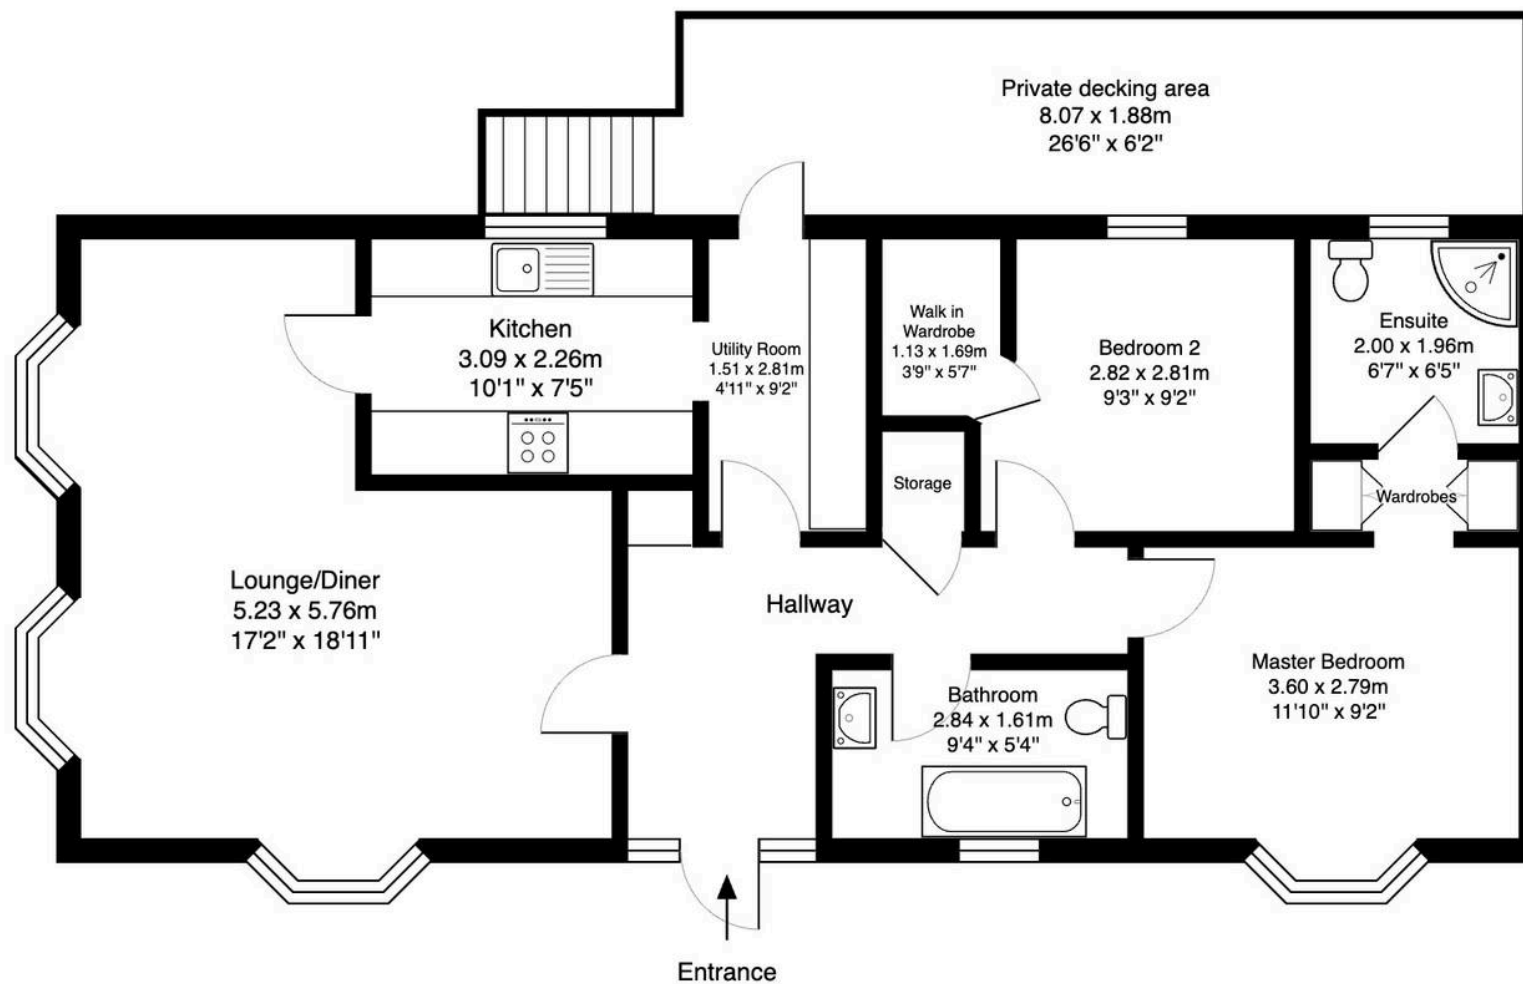 Private decking area
8.07 x 1.88m
26'6" x 6'2"
Kitchen
3.09 x 2.26m
10'1" x 7'5"
Utility Room
1.51 x 2.81m
4'11" x 9'2"
Walk in
Wardrobe
1.13 x 1.69m
3'9" x 5'7"
Bedroom 2
2.82 x 2.81m
9'3" x 9'2"
Ensuite
2.00 x 1.96m
6'7" x 6'5"
Storage
Wardrobes
Lounge/Diner
5.23 x 5.76m
17'2" x 18'11"
Hallway
Master Bedroom
3.60 x 2.79m
11'10" x 9'2"
Bathroom
2.84 x 1.61m
9'4" x 5'4"
Entrance